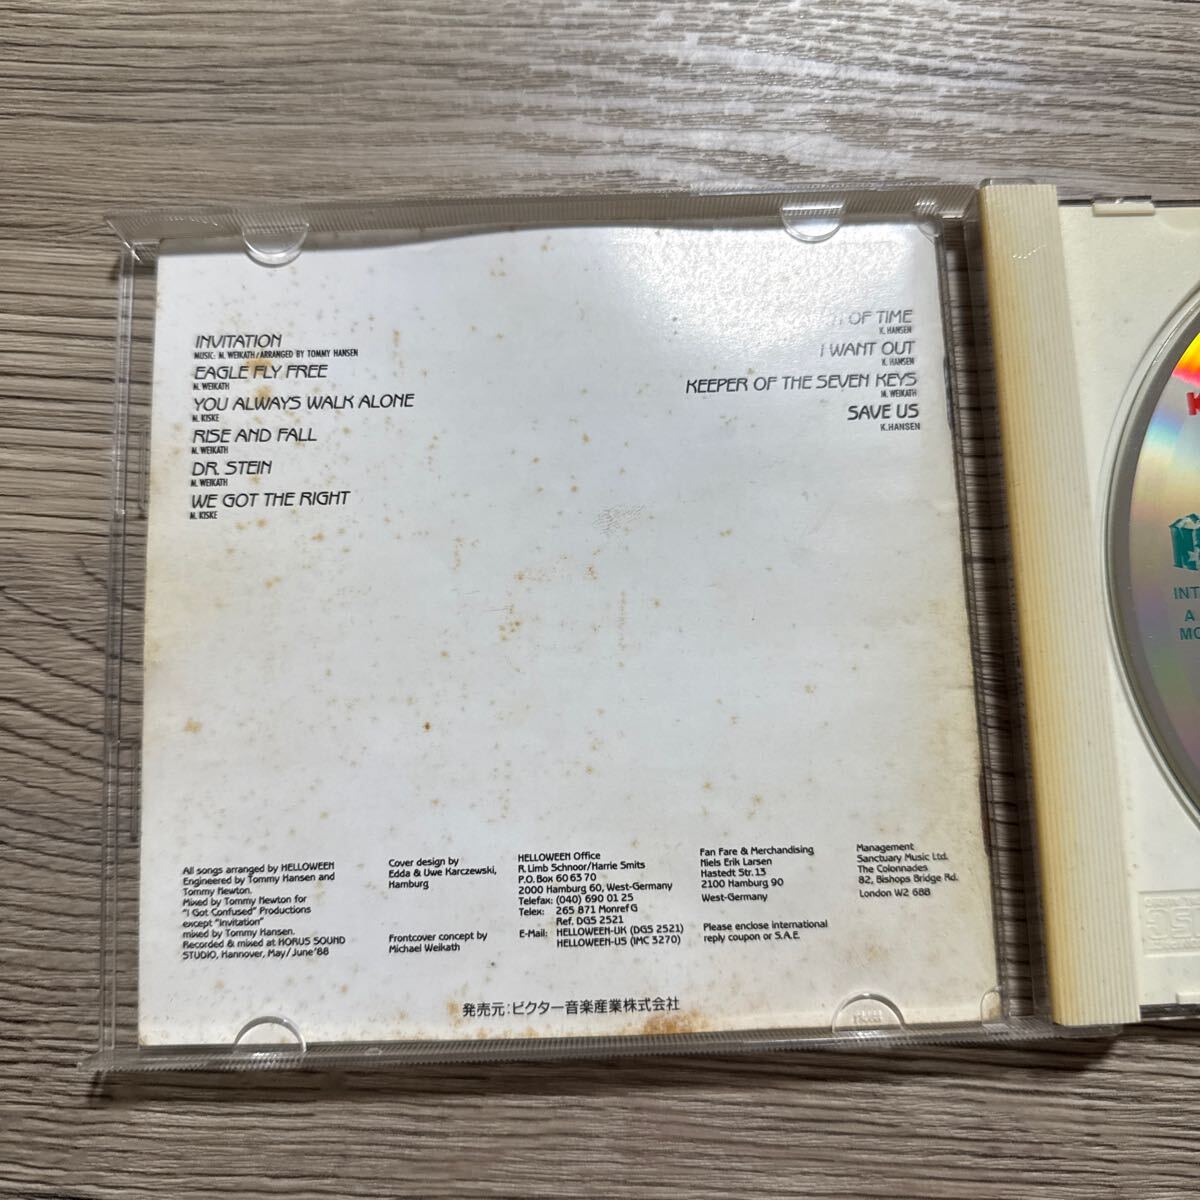 INVITATION
MUSIC: M. WEIKATH/ARRANGED BY TOMMY HANSEN
EAGLE FLY FREE
M. WEIKATH
YOU ALWAYS WALK ALONE
M. KISKE
RISE AND FALL
M. WEIKATH
DR. STEIN
M. WEIKATH
WE GOT THE RIGHT
M. KISKE
OF TIME
K. HANSEN
I WANT OUT
K. HANSEN
KEEPER OF THE SEVEN KEYS
M. WEIKATH
SAVE US
K.HANSEN
All songs arranged by HELLOWEEN
Engineered by Tommy Hansen and
Tommy Newton.
Mixed by Tommy Newton for
"I Got Confused" Productions
except "Invitation"
mixed by Tommy Hansen.
Recorded & mixed at HORUS SOUND
STUDIO, Hannover, May/June'88
Cover design by
Edda & Uwe Karczewski,
Hamburg
Frontcover concept by
Michael Weikath
HELLOWEEN Office
R. Limb Schnoor/Harrie Smits
P.O. Box 60 63 70
2000 Hamburg 60, West-Germany
Telefax: (040) 690 01 25
Telex: 265 871 Monref G
Ref. DGS 2521
E-Mail: HELLOWEEN-UK (DGS 2521)
HELLOWEEN-US (IMC 3270)
Fan Fare & Merchandising
Niels Erik Larsen
Hastedt Str. 13
2100 Hamburg 90
West-Germany
Please enclose international
reply coupon or S.A.E.
Management
Sanctuary Music Ltd.
The Colonnades
82, Bishops Bridge Rd.
London W2 6BB
発売元:ビクター音楽産業株式会社
K
INT
A
MO